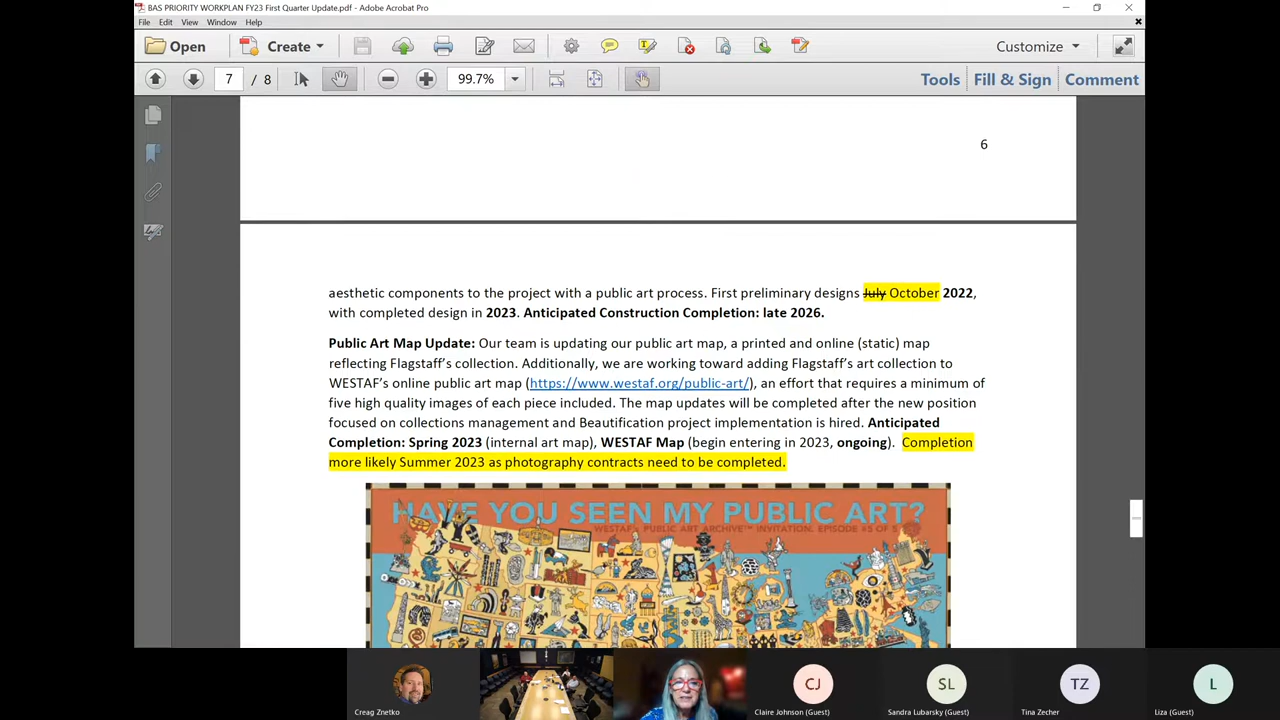 BAS PRIORITY WORKPLAN FY23 First Quarter Update.pdf - Adobe Acrobat Pro
File Edit View Window Help
Open Create Customize
7 / 8 99.7% Tools Fill & Sign Comment
6
aesthetic components to the project with a public art process. First preliminary designs July October 2022,
with completed design in 2023. Anticipated Construction Completion: late 2026.
Public Art Map Update: Our team is updating our public art map, a printed and online (static) map
reflecting Flagstaff's collection. Additionally, we are working toward adding Flagstaff's art collection to
WESTAF's online public art map (https://www.westaf.org/public-art/), an effort that requires a minimum of
five high quality images of each piece included. The map updates will be completed after the new position
focused on collections management and Beautification project implementation is hired. Anticipated
Completion: Spring 2023 (internal art map), WESTAF Map (begin entering in 2023, ongoing). Completion
more likely Summer 2023 as photography contracts need to be completed.
HAVE YOU SEEN MY PUBLIC ART?
WESTAF's PUBLIC ART ARCHIVE™ INVITATION, EPISODE #5 OF 5
CJ SL TZ L
Creag Znetko Claire Johnson (Guest) Sandra Lubarsky (Guest) Tina Zecher Liza (Guest)